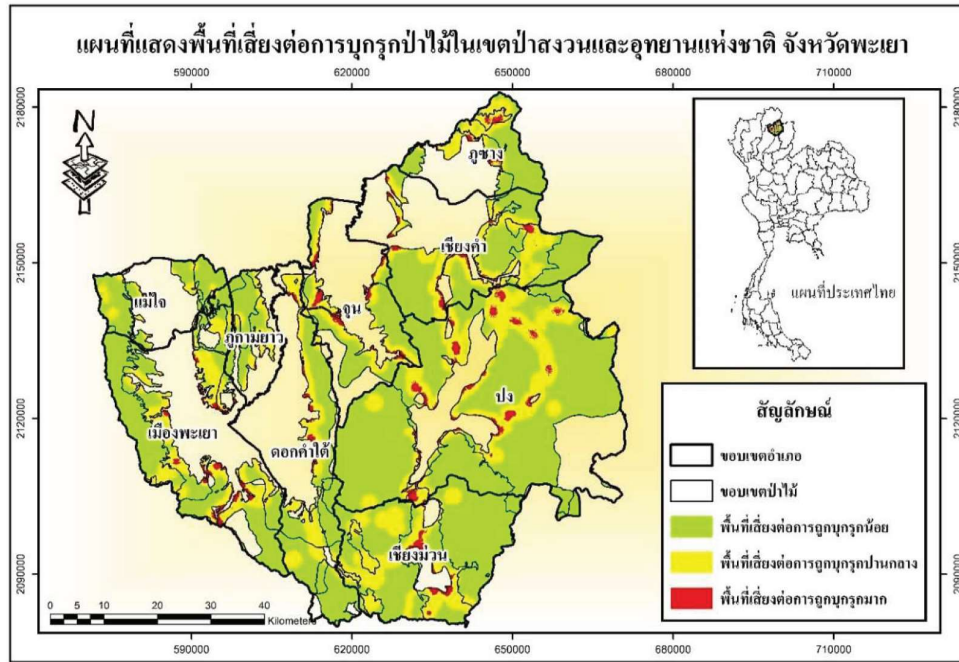 แผนที่แสดงพื้นที่เสี่ยงต่อการบุกรุกป่าไม้ในเขตป่าสงวนและอุทยานแห่งชาติ จังหวัดพะเยา
590000 620000 650000 680000 710000
2180000 2180000
N
ภูซาง
เชียงคำ
2150000 2150000
แม่ใจ
จุน
ภูกามยาว
แผนที่ประเทศไทย
ปง
2120000 2120000
เมืองพะเยา
ดอกคำใต้
เชียงม่วน
2090000 2090000
สัญลักษณ์
ขอบเขตอำเภอ
ขอบเขตป่าไม้
พื้นที่เสี่ยงต่อการถูกบุกรุกน้อย
พื้นที่เสี่ยงต่อการถูกบุกรุกปานกลาง
พื้นที่เสี่ยงต่อการถูกบุกรุกมาก
0 5 10 20 30 40
Kilometers
590000 620000 650000 680000 710000